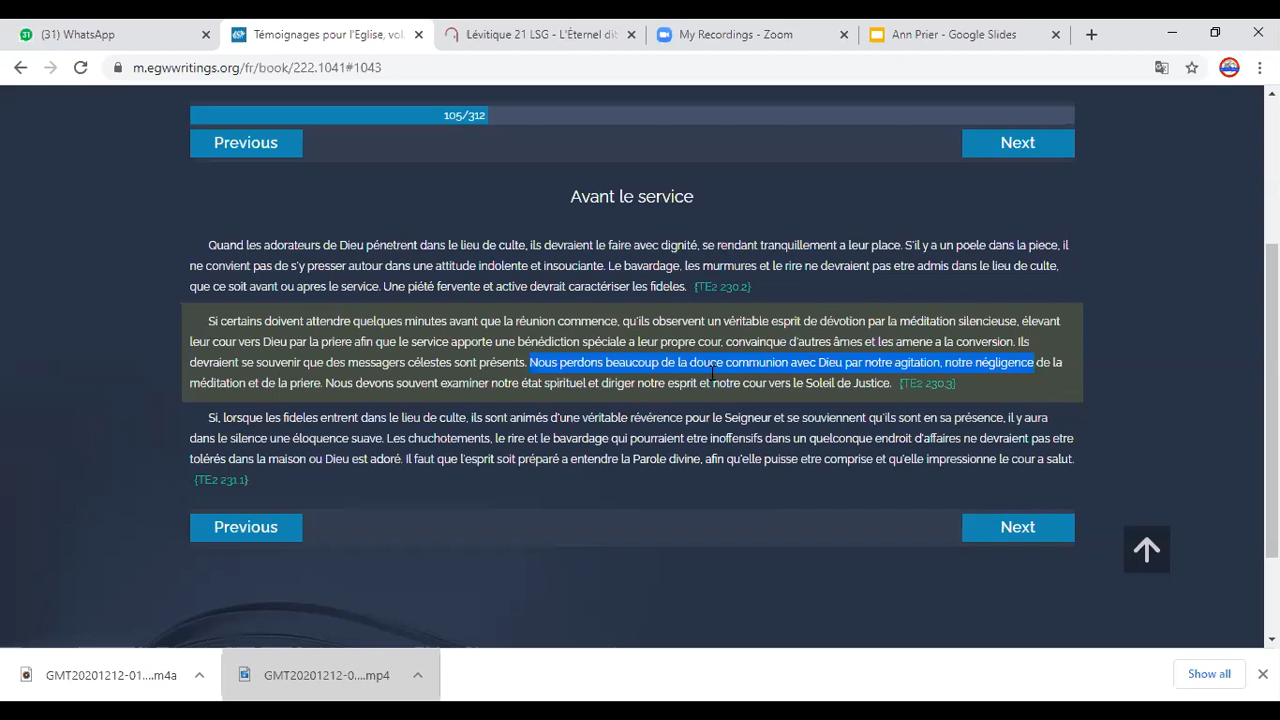 (31) WhatsApp
Témoignages pour l'Eglise, vol.
Lévitique 21 LSG - L'Éternel dit
My Recordings - Zoom
Ann Prier - Google Slides
m.egwwritings.org/fr/book/222.1041#1043
105/312
Previous
Next
Avant le service
Quand les adorateurs de Dieu pénetrent dans le lieu de culte, ils devraient le faire avec dignité, se rendant tranquillement a leur place. S'il y a un poele dans la piece, il
ne convient pas de s'y presser autour dans une attitude indolente et insouciante. Le bavardage, les murmures et le rire ne devraient pas etre admis dans le lieu de culte,
que ce soit avant ou apres le service. Une piété fervente et active devrait caractériser les fideles. {TE2 230.2}
Si certains doivent attendre quelques minutes avant que la réunion commence, qu'ils observent un véritable esprit de dévotion par la méditation silencieuse, élevant
leur cour vers Dieu par la priere afin que le service apporte une bénédiction spéciale a leur propre cour, convainque d'autres âmes et les amene a la conversion. Ils
devraient se souvenir que des messagers célestes sont présents. Nous perdons beaucoup de la douce communion avec Dieu par notre agitation, notre négligence de la
méditation et de la priere. Nous devons souvent examiner notre état spirituel et diriger notre esprit et notre cour vers le Soleil de Justice. {TE2 230.3}
Si, lorsque les fideles entrent dans le lieu de culte, ils sont animés d'une véritable révérence pour le Seigneur et se souviennent qu'ils sont en sa présence, il y aura
dans le silence une éloquence suave. Les chuchotements, le rire et le bavardage qui pourraient etre inoffensifs dans un quelconque endroit d'affaires ne devraient pas etre
tolérés dans la maison ou Dieu est adoré. Il faut que l'esprit soit préparé a entendre la Parole divine, afin qu'elle puisse etre comprise et qu'elle impressionne le cour a salut.
{TE2 231.1}
Previous
Next
GMT20201212-01....m4a
GMT20201212-0....mp4
Show all